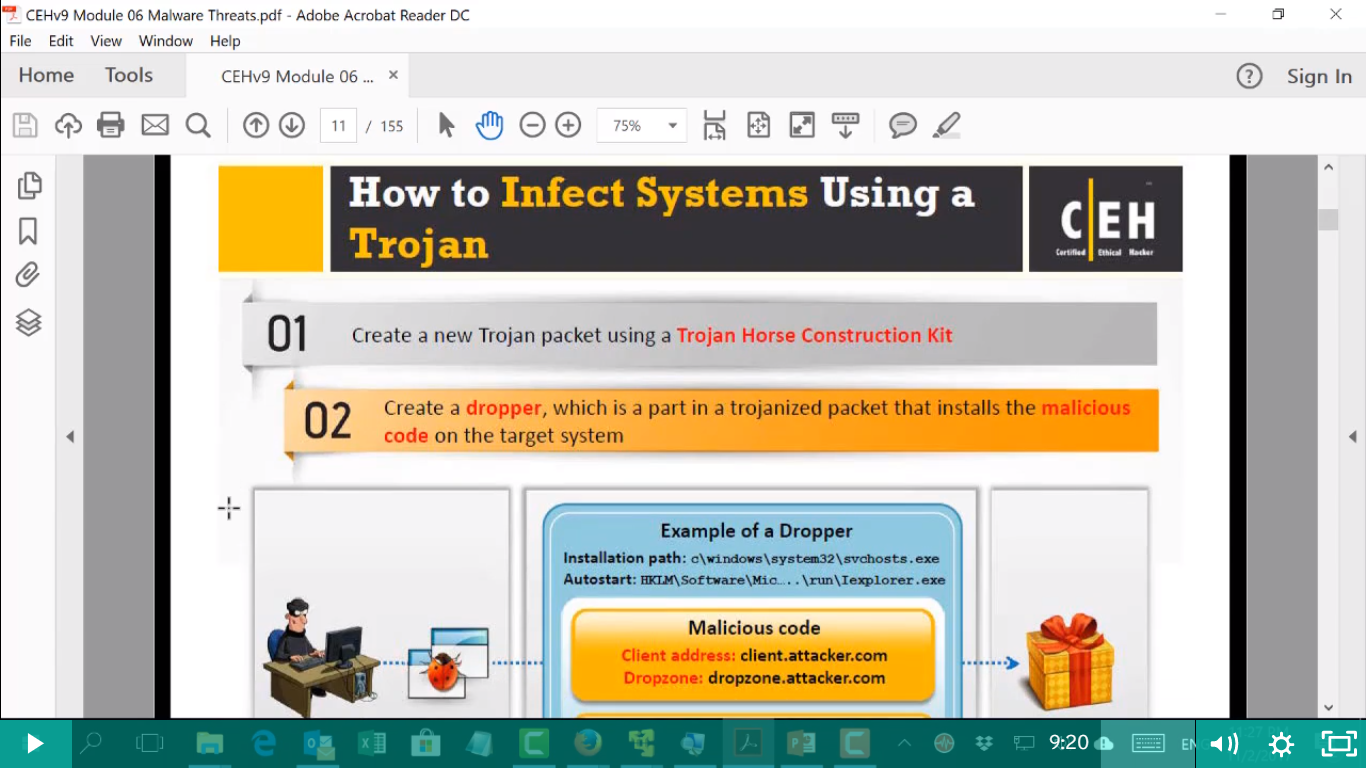 CEHv9 Module 06 Malware Threats.pdf - Adobe Acrobat Reader DC
File Edit View Window Help
Home Tools CEHv9 Module 06 ... Sign In
11 / 155 75%
How to Infect Systems Using a
Trojan
CEH
Certified Ethical Hacker
01 Create a new Trojan packet using a Trojan Horse Construction Kit
02 Create a dropper, which is a part in a trojanized packet that installs the malicious
code on the target system
Example of a Dropper
Installation path: c\windows\system32\svchosts.exe
Autostart: HKLM\Software\Mic…..\run\Iexplorer.exe
Malicious code
Client address: client.attacker.com
Dropzone: dropzone.attacker.com
9:20